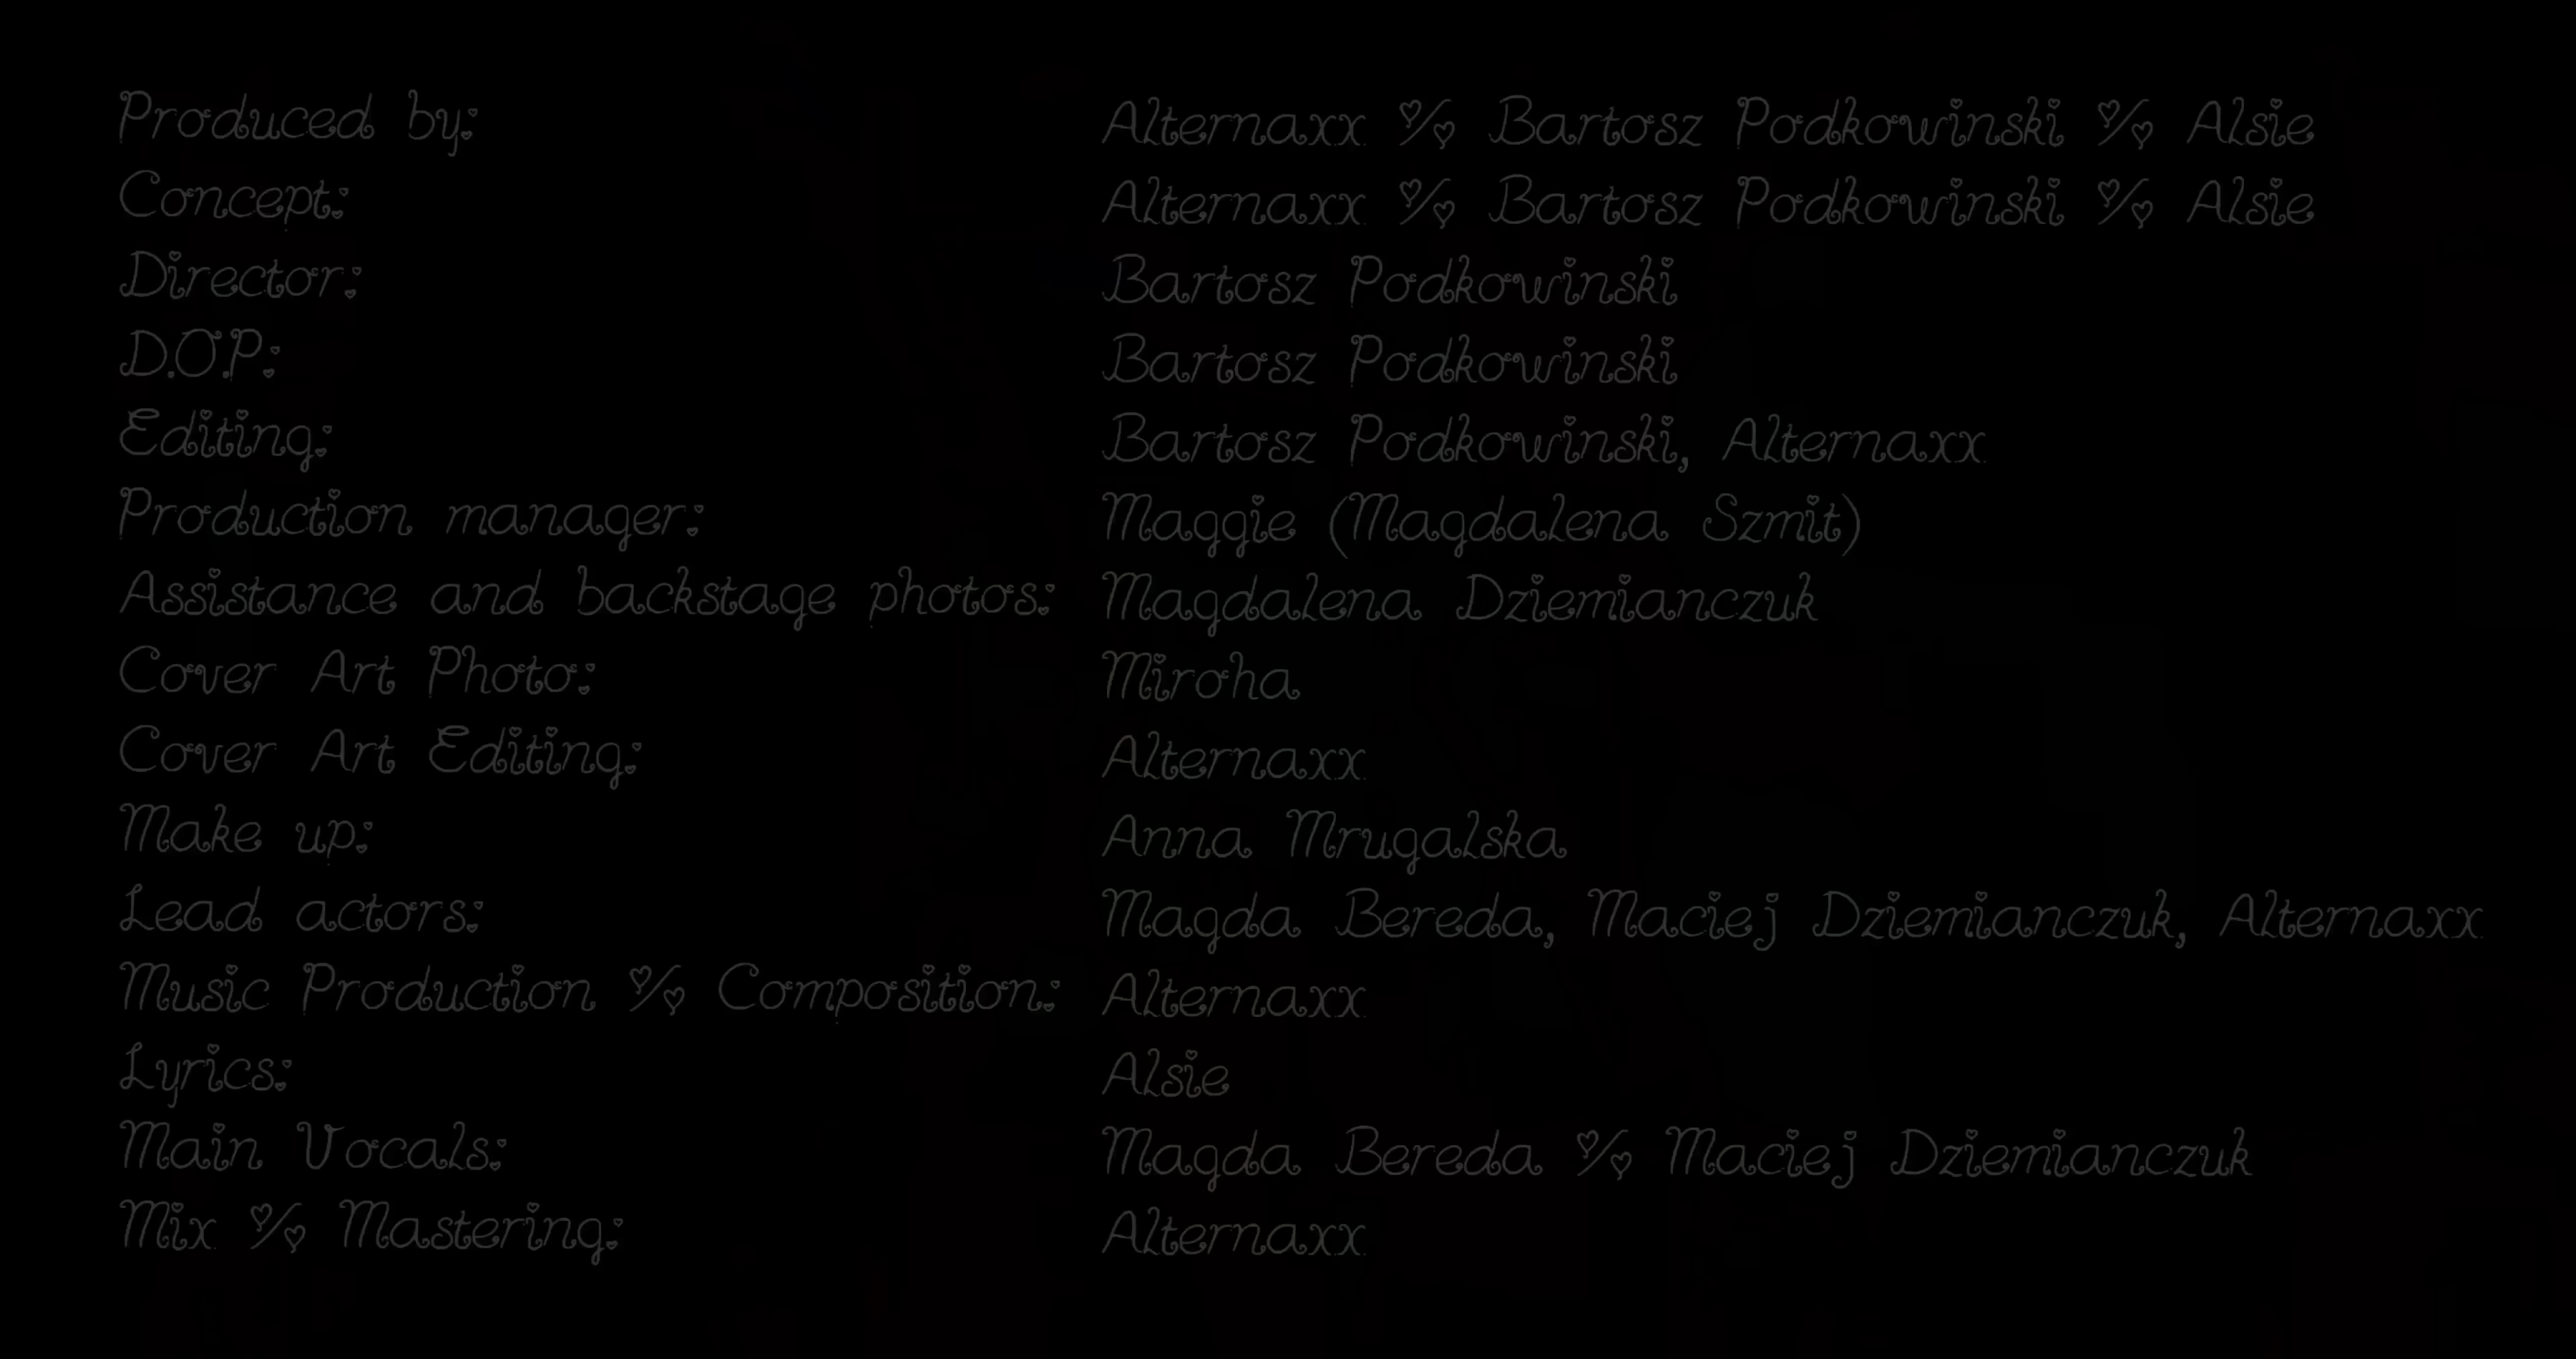 Produced by: Alternaxx % Bartosz Podkowinski % Alsie
Concept: Alternaxx % Bartosz Podkowinski % Alsie
Director: Bartosz Podkowinski
D.O.P.: Bartosz Podkowinski
Editing: Bartosz Podkowinski, Alternaxx
Production manager: Maggie (Magdalena Szmit)
Assistance and backstage photos: Magdalena Dziemianczuk
Cover Art Photo: Miroha
Cover Art Editing: Alternaxx
Make up: Anna Mrugalska
Lead actors: Magda Bereda, Maciej Dziemianczuk, Alternaxx
Music Production % Composition: Alternaxx
Lyrics: Alsie
Main Vocals: Magda Bereda % Maciej Dziemianczuk
Mix % Mastering: Alternaxx